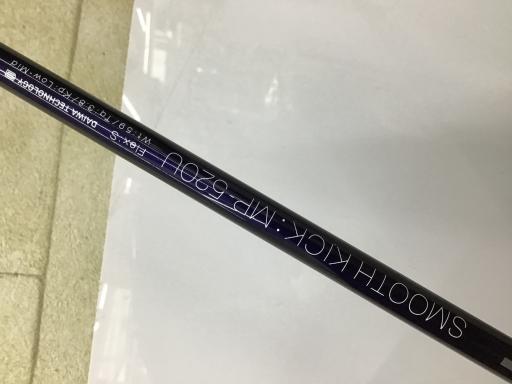 SMOOTH KICK : MP-520U
Flex-S DAIWA TECHNOLOGY
Wt-59/Tq-3.8/Kp-Low-Mid